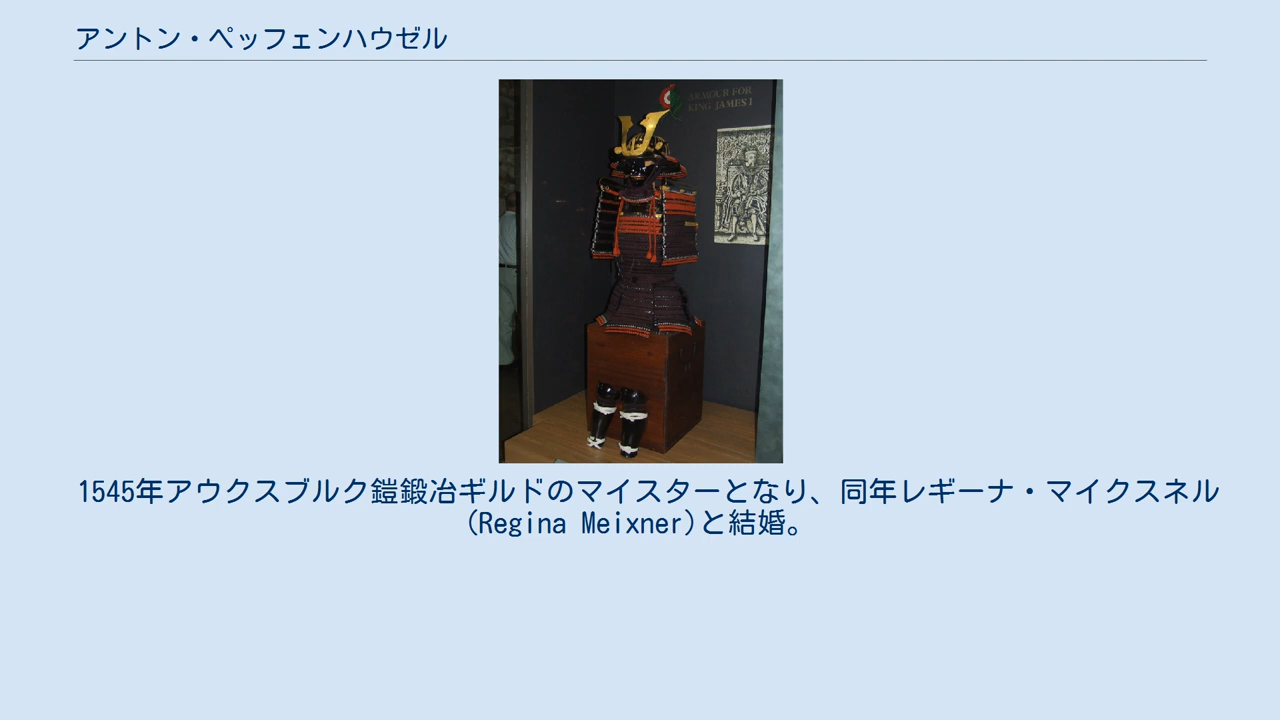 アントン・ペッフェンハウゼル
ARMOUR FOR
KING JAMES I
1545年アウクスブルク鎧鍛冶ギルドのマイスターとなり、同年レギーナ・マイクスネル
(Regina Meixner)と結婚。